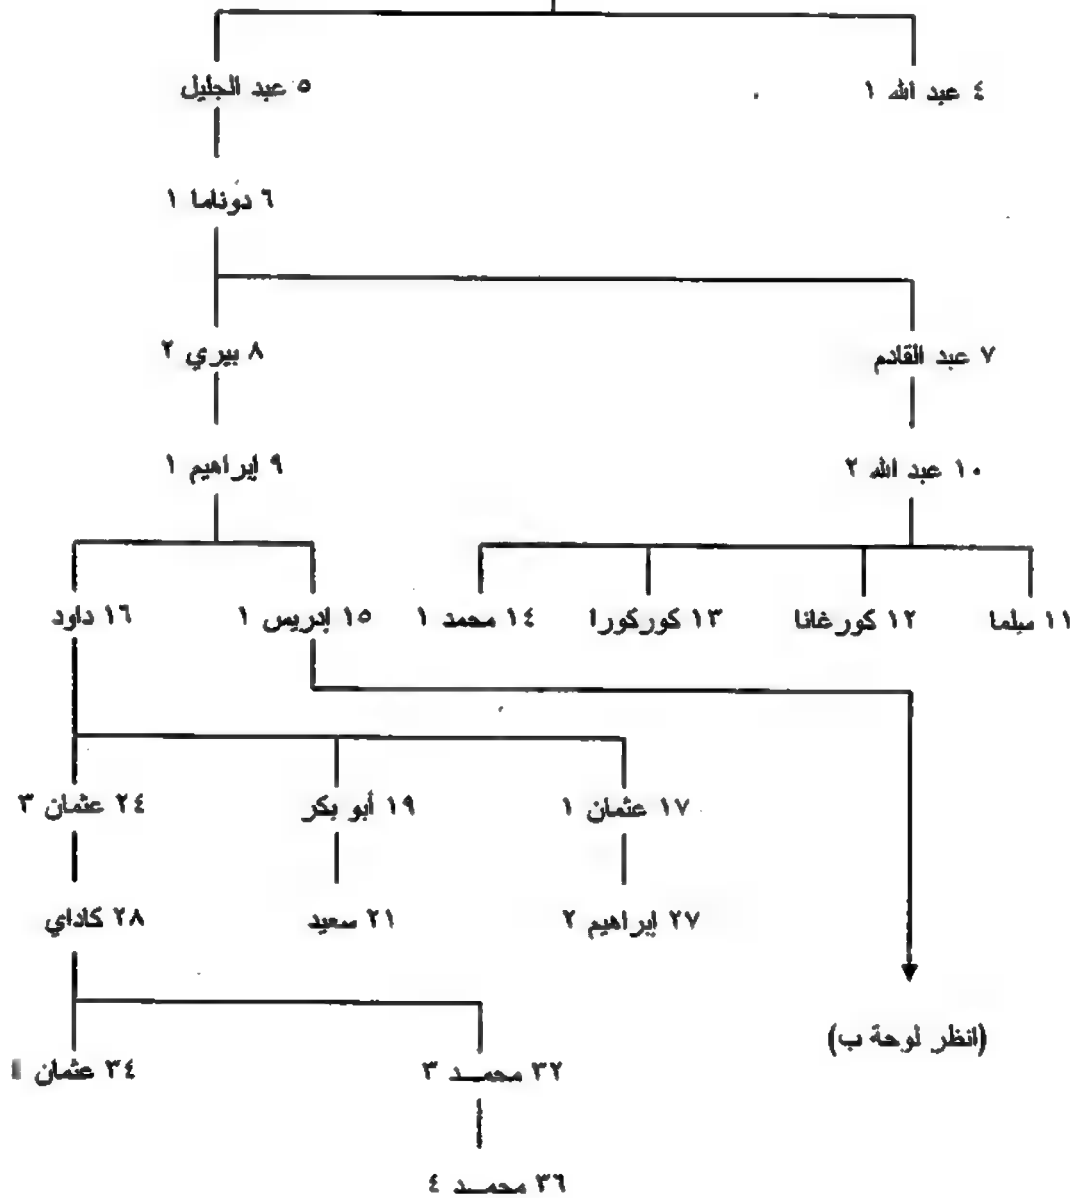 ٤ عبد الله ١
٥ عبد الجليل
٦ دوناما ١
٧ عبد القادم
٨ بيري ٢
١٠ عبد الله ٢
٩ إبراهيم ١
١١ سيلما
١٢ كورغانا
١٣ كوركورا
١٤ محمد ١
١٥ إدريس ١
١٦ داود
١٧ عثمان ١
١٩ أبو بكر
٢٤ عثمان ٣
٢٧ إبراهيم ٢
٢١ سعيد
٢٨ كاداي
(انظر لوحة ب)
٣٢ محمد ٣
٣٤ عثمان
٣٦ محمد ٤